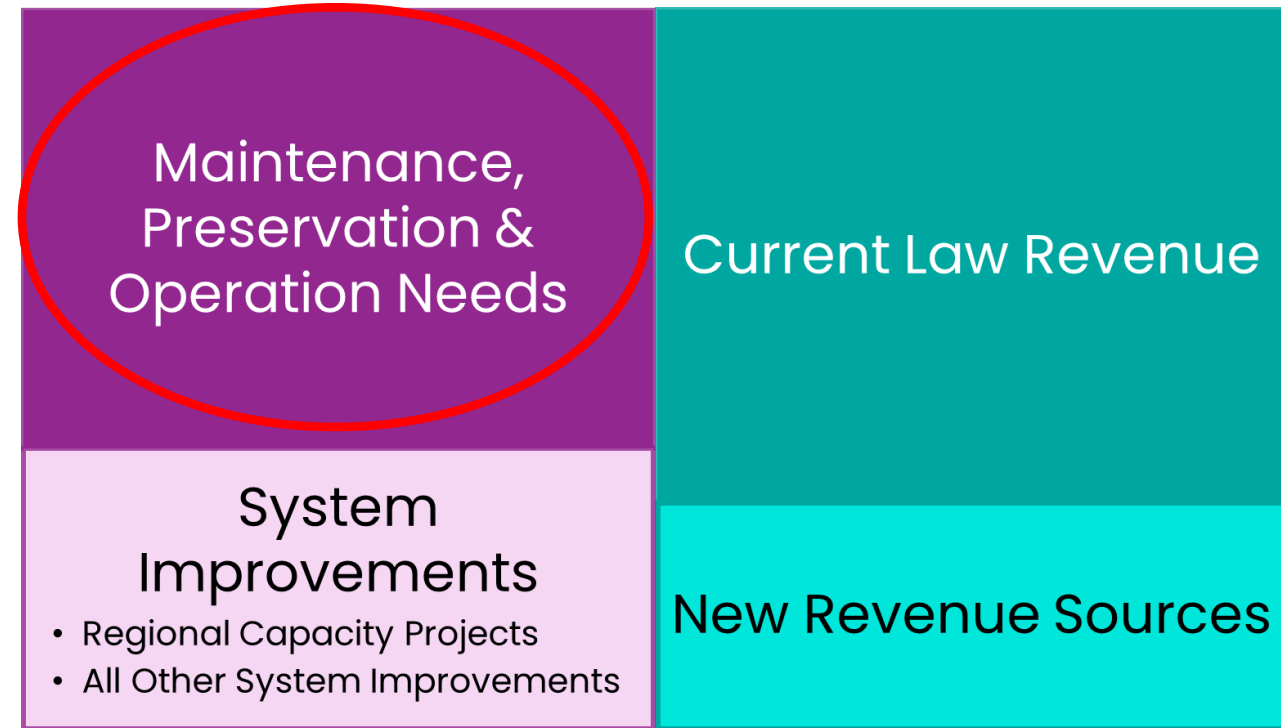 Maintenance,
Preservation &
Operation Needs
System
Improvements
• Regional Capacity Projects
• All Other System Improvements
Current Law Revenue
New Revenue Sources